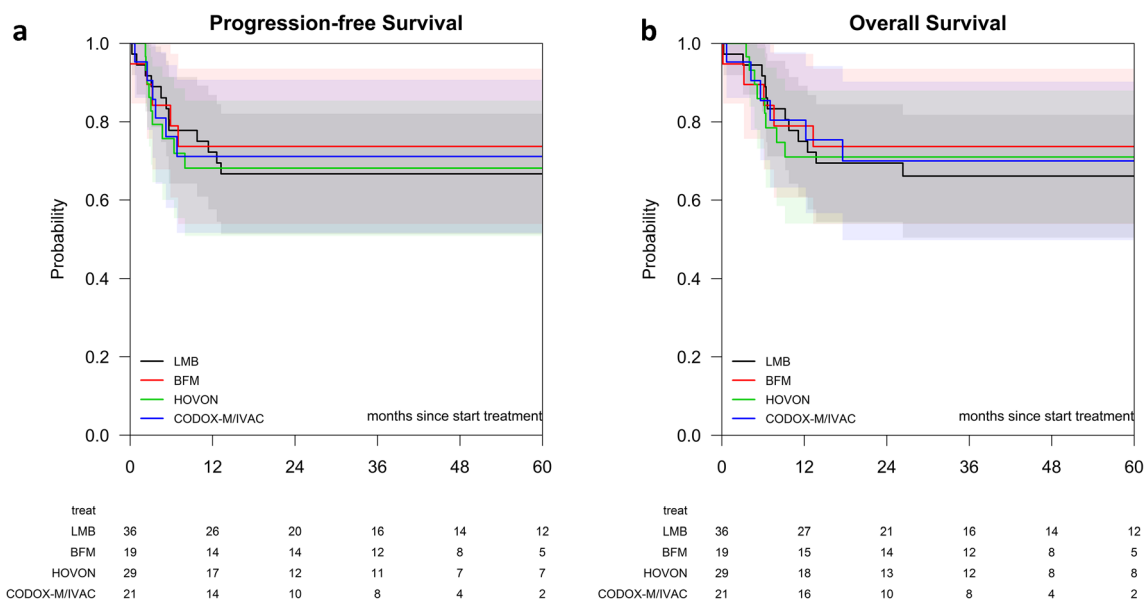 a
Progression-free Survival
Probability
1.0
0.8
0.6
0.4
0.2
0.0
LMB
BFM
HOVON
CODOX-M/IVAC
months since start treatment
0 12 24 36 48 60
treat
LMB 36 26 20 16 14 12
BFM 19 14 14 12 8 5
HOVON 29 17 12 11 7 7
CODOX-M/IVAC 21 14 10 8 4 2
b
Overall Survival
Probability
1.0
0.8
0.6
0.4
0.2
0.0
LMB
BFM
HOVON
CODOX-M/IVAC
months since start treatment
0 12 24 36 48 60
treat
LMB 36 27 21 16 14 12
BFM 19 15 14 12 8 5
HOVON 29 18 13 12 8 8
CODOX-M/IVAC 21 16 10 8 4 2